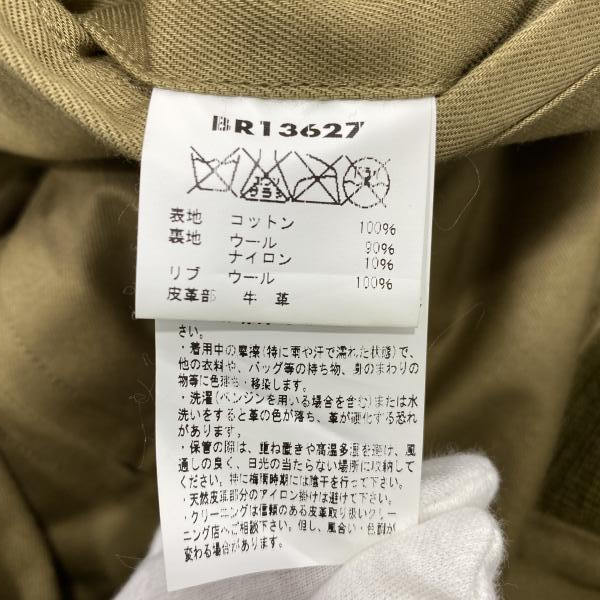 BR13627
エンソ
サラシ
ドライ
表地 コットン 100%
裏地 ウール 90%
ナイロン 10%
リブ ウール 100%
皮革部 牛革
さい。
・着用中の摩擦(特に雨や汗で濡れた状態)で、
他の衣料や、バッグ等の持ち物、身のまわりの
物等に色落ち・移染します。
・洗濯(ベンジンを用いる場合を含む)または水
洗いをすると革の色が落ち、革が硬化する恐れ
があります。
・保管の際は、重ね置きや高温多湿を避け、風
通しの良く、日光の当たらない場所に収納して
ください。特に梅雨時期には陰干を行って下さい。
・天然皮革部分のアイロン掛けは避けて下さい。
・クリーニングは信頼のある皮革取り扱いクリー
ニング店へご相談下さい。但し、風合い・色酌が
変わる場合があります。